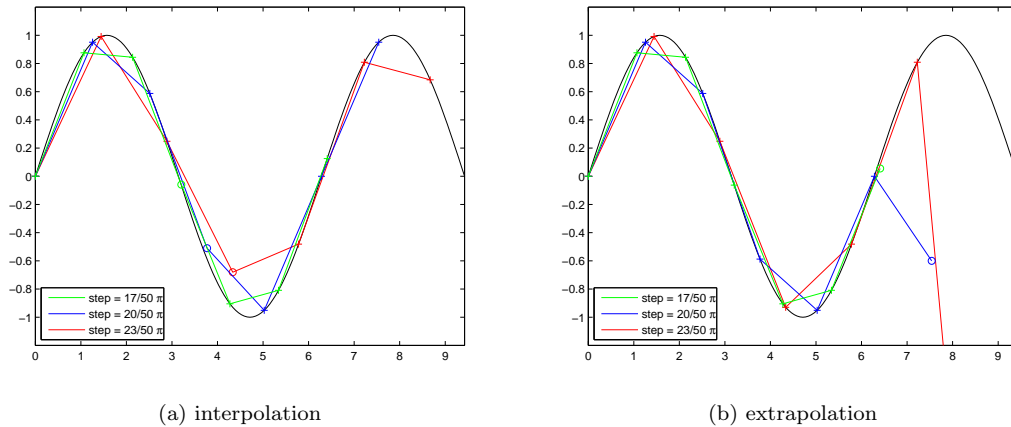 1
0.8
0.6
0.4
0.2
0
−0.2
−0.4
−0.6
−0.8
−1
step = 17/50 π
step = 20/50 π
step = 23/50 π
0 1 2 3 4 5 6 7 8 9
(a) interpolation
1
0.8
0.6
0.4
0.2
0
−0.2
−0.4
−0.6
−0.8
−1
step = 17/50 π
step = 20/50 π
step = 23/50 π
0 1 2 3 4 5 6 7 8 9
(b) extrapolation